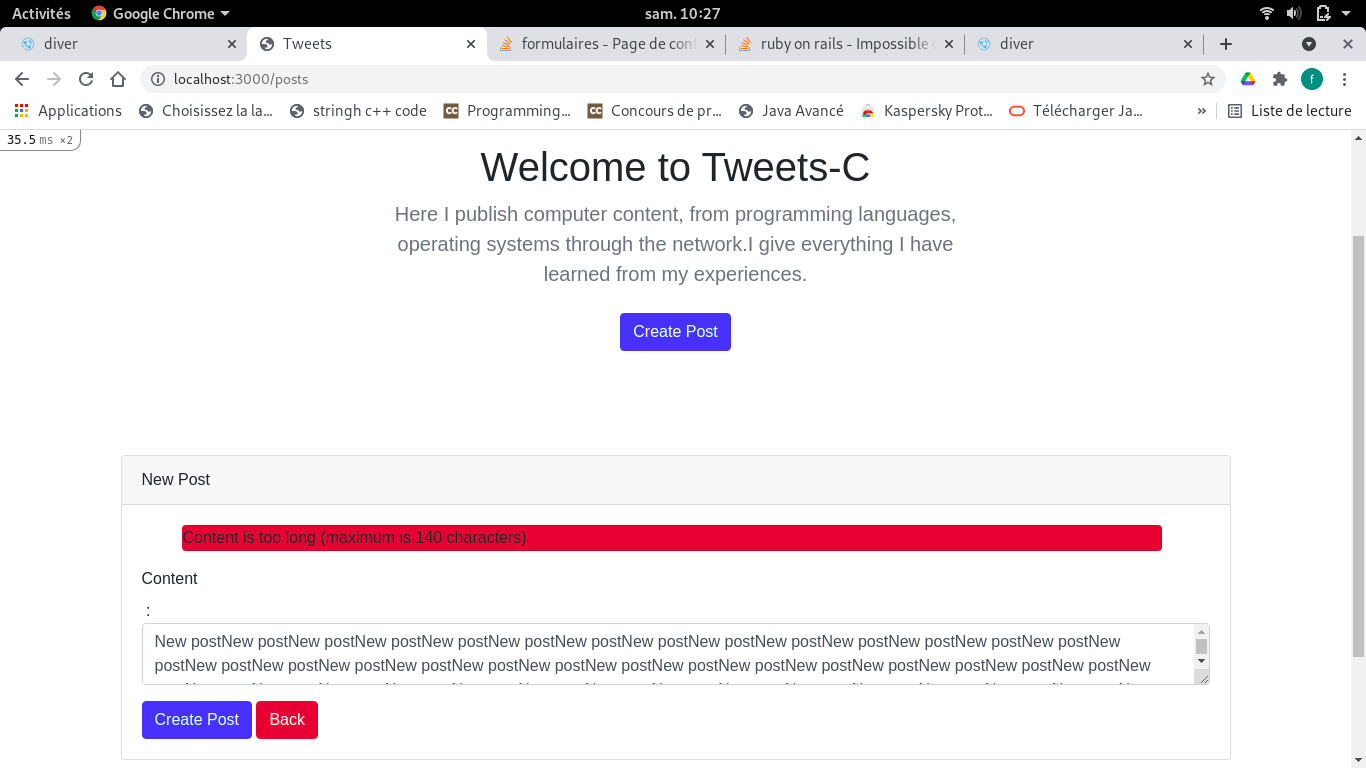 Activités Google Chrome sam. 10:27
diver Tweets formulaires - Page de conf ruby on rails - Impossible diver
localhost:3000/posts f
Applications Choisissez la la... stringh c++ code Programming... Concours de pr... Java Avancé Kaspersky Prot... Télécharger Ja... » Liste de lecture
35.5 ms ×2
Welcome to Tweets-C
Here I publish computer content, from programming languages,
operating systems through the network.I give everything I have
learned from my experiences.
Create Post
New Post
Content is too long (maximum is 140 characters)
Content
:
New postNew postNew postNew postNew postNew postNew postNew postNew postNew postNew postNew postNew postNew postNew
postNew postNew postNew postNew postNew postNew postNew postNew postNew postNew postNew postNew postNew postNew postNew
Create Post Back